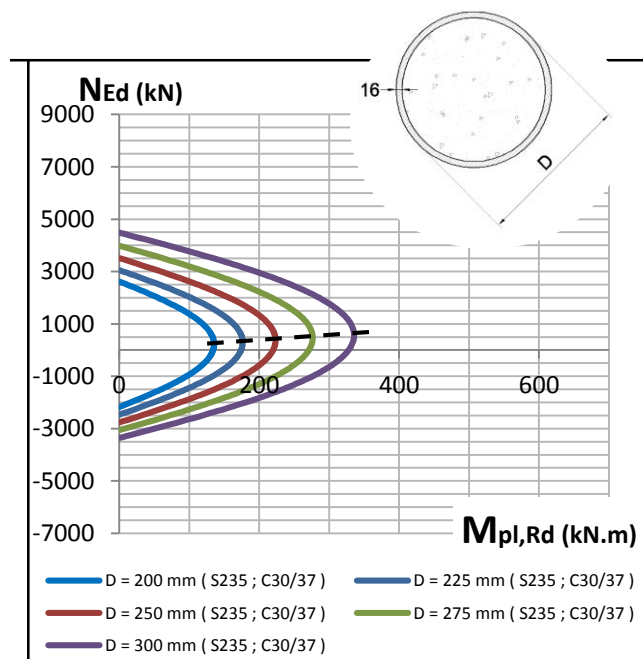 NEd (kN)
16
D
9000
7000
5000
3000
1000
-1000
-3000
-5000
-7000
0
200
400
600
Mpl,Rd (kN.m)
D = 200 mm ( S235 ; C30/37 )
D = 225 mm ( S235 ; C30/37 )
D = 250 mm ( S235 ; C30/37 )
D = 275 mm ( S235 ; C30/37 )
D = 300 mm ( S235 ; C30/37 )